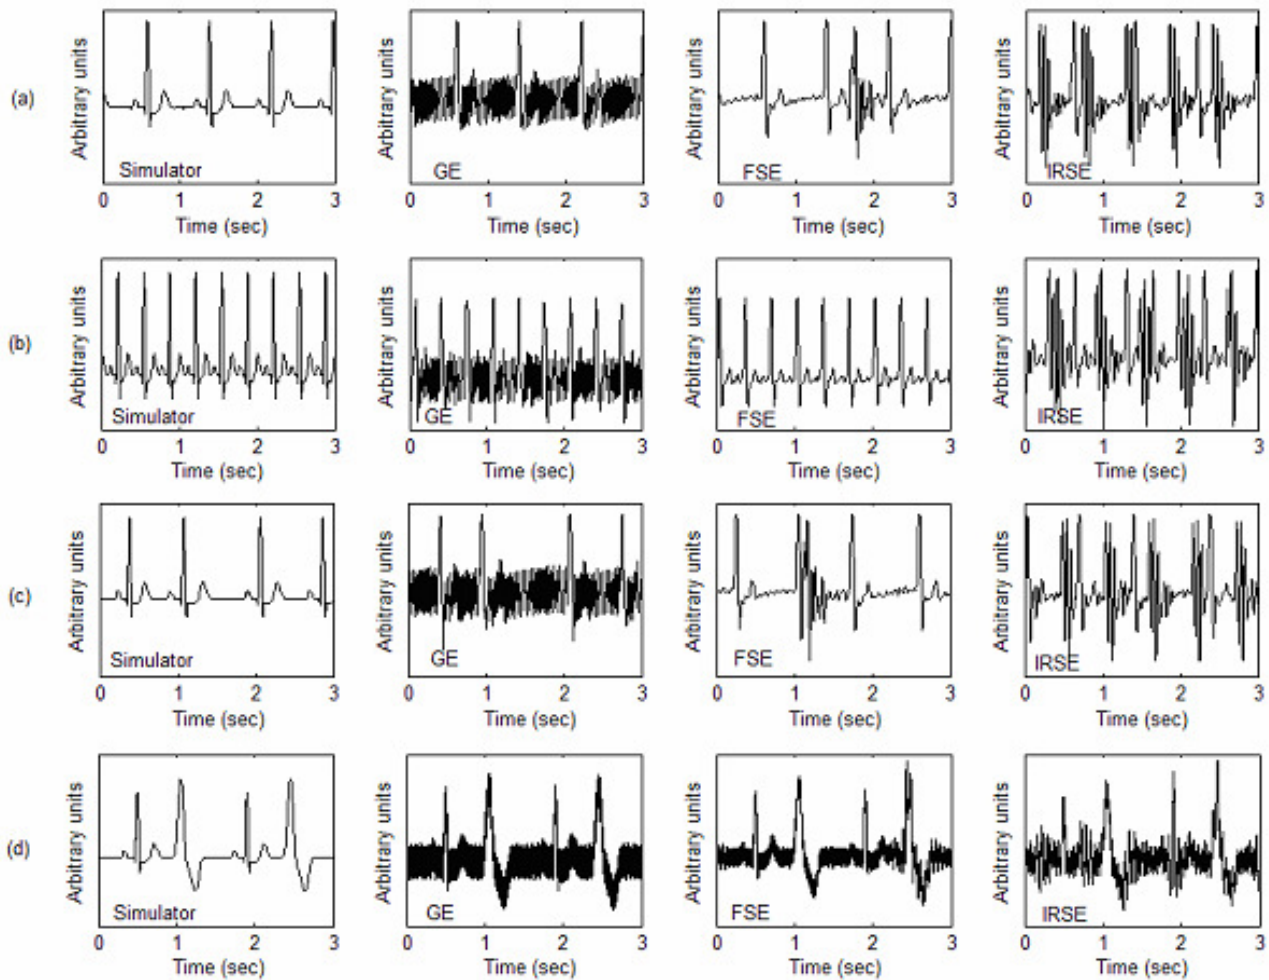 (a)
Arbitrary units
Simulator
0 1 2 3
Time (sec)
Arbitrary units
GE
0 1 2 3
Time (sec)
Arbitrary units
FSE
0 1 2 3
Time (sec)
Arbitrary units
IRSE
0 1 2 3
Time (sec)
(b)
Arbitrary units
Simulator
0 1 2 3
Time (sec)
Arbitrary units
GE
0 1 2 3
Time (sec)
Arbitrary units
FSE
0 1 2 3
Time (sec)
Arbitrary units
IRSE
0 1 2 3
Time (sec)
(c)
Arbitrary units
Simulator
0 1 2 3
Time (sec)
Arbitrary units
GE
0 1 2 3
Time (sec)
Arbitrary units
FSE
0 1 2 3
Time (sec)
Arbitrary units
IRSE
0 1 2 3
Time (sec)
(d)
Arbitrary units
Simulator
0 1 2 3
Time (sec)
Arbitrary units
GE
0 1 2 3
Time (sec)
Arbitrary units
FSE
0 1 2 3
Time (sec)
Arbitrary units
IRSE
0 1 2 3
Time (sec)